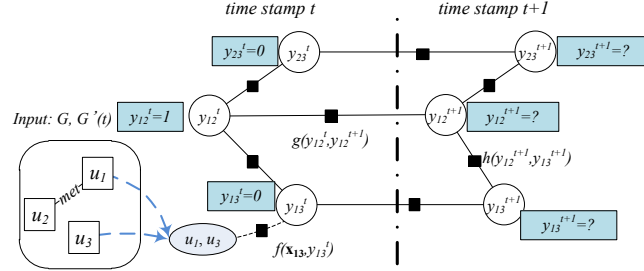 time stamp t time stamp t+1
y₂₃ᵗ=0 y₂₃ᵗ y₂₃ᵗ⁺¹ y₂₃ᵗ⁺¹=?
Input: G, G’(t) y₁₂ᵗ=1 y₁₂ᵗ y₁₂ᵗ⁺¹ y₁₂ᵗ⁺¹=?
g(y₁₂ᵗ,y₁₂ᵗ⁺¹) h(y₁₂ᵗ⁺¹,y₁₃ᵗ⁺¹)
u₁
met
u₂
y₁₃ᵗ=0 y₁₃ᵗ y₁₃ᵗ⁺¹ y₁₃ᵗ⁺¹=?
u₃ u₁, u₃ f(x₁₃,y₁₃ᵗ)